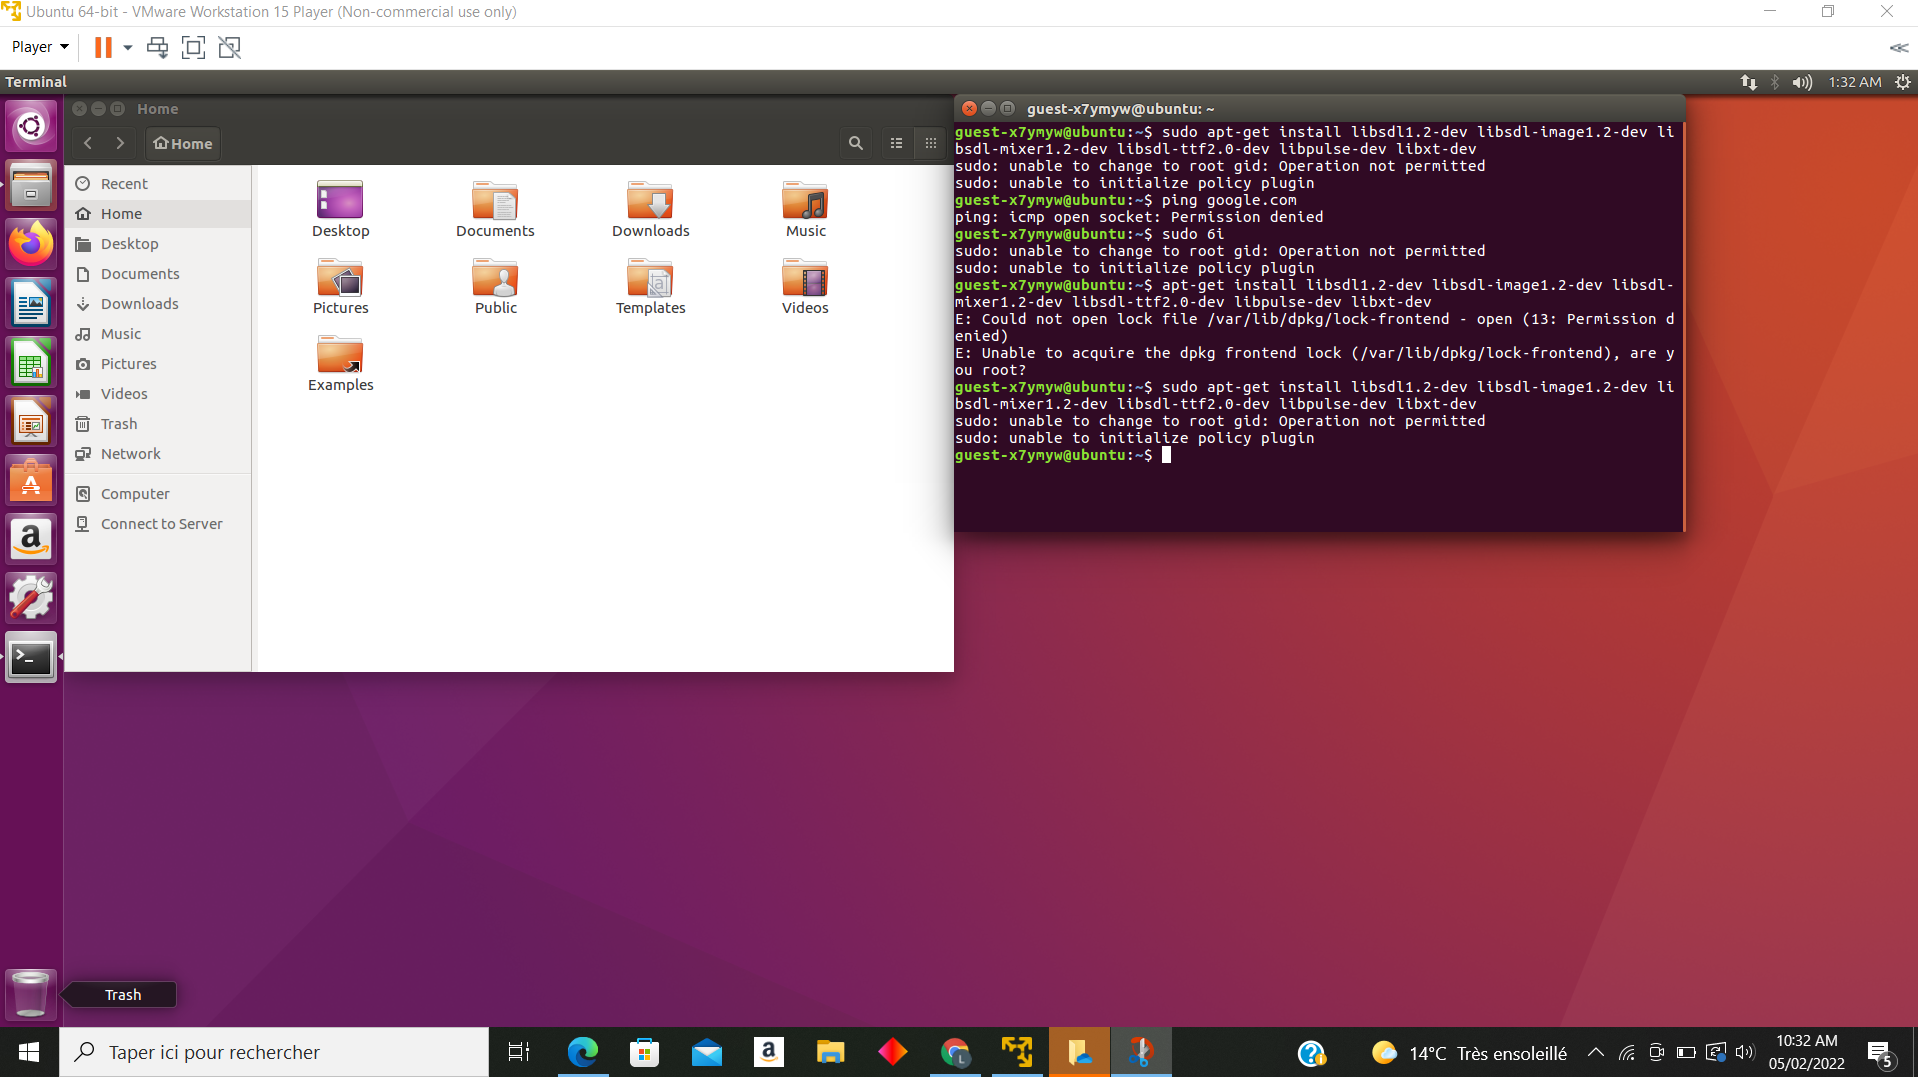 Ubuntu 64-bit - VMware Workstation 15 Player (Non-commercial use only)
Player
Terminal
1:32 AM
Home
Home
Recent
Home
Desktop
Documents
Downloads
Music
Pictures
Videos
Trash
Network
Computer
Connect to Server
Desktop
Documents
Downloads
Music
Pictures
Public
Templates
Videos
Examples
guest-x7ymyw@ubuntu: ~
guest-x7ymyw@ubuntu:~$ sudo apt-get install libsdl1.2-dev libsdl-image1.2-dev li
bsdl-mixer1.2-dev libsdl-ttf2.0-dev libpulse-dev libxt-dev
sudo: unable to change to root gid: Operation not permitted
sudo: unable to initialize policy plugin
guest-x7ymyw@ubuntu:~$ ping google.com
ping: icmp open socket: Permission denied
guest-x7ymyw@ubuntu:~$ sudo 6i
sudo: unable to change to root gid: Operation not permitted
sudo: unable to initialize policy plugin
guest-x7ymyw@ubuntu:~$ apt-get install libsdl1.2-dev libsdl-image1.2-dev libsdl-
mixer1.2-dev libsdl-ttf2.0-dev libpulse-dev libxt-dev
E: Could not open lock file /var/lib/dpkg/lock-frontend - open (13: Permission d
enied)
E: Unable to acquire the dpkg frontend lock (/var/lib/dpkg/lock-frontend), are y
ou root?
guest-x7ymyw@ubuntu:~$ sudo apt-get install libsdl1.2-dev libsdl-image1.2-dev li
bsdl-mixer1.2-dev libsdl-ttf2.0-dev libpulse-dev libxt-dev
sudo: unable to change to root gid: Operation not permitted
sudo: unable to initialize policy plugin
guest-x7ymyw@ubuntu:~$
Trash
Taper ici pour rechercher
14°C Très ensoleillé
10:32 AM
05/02/2022
5